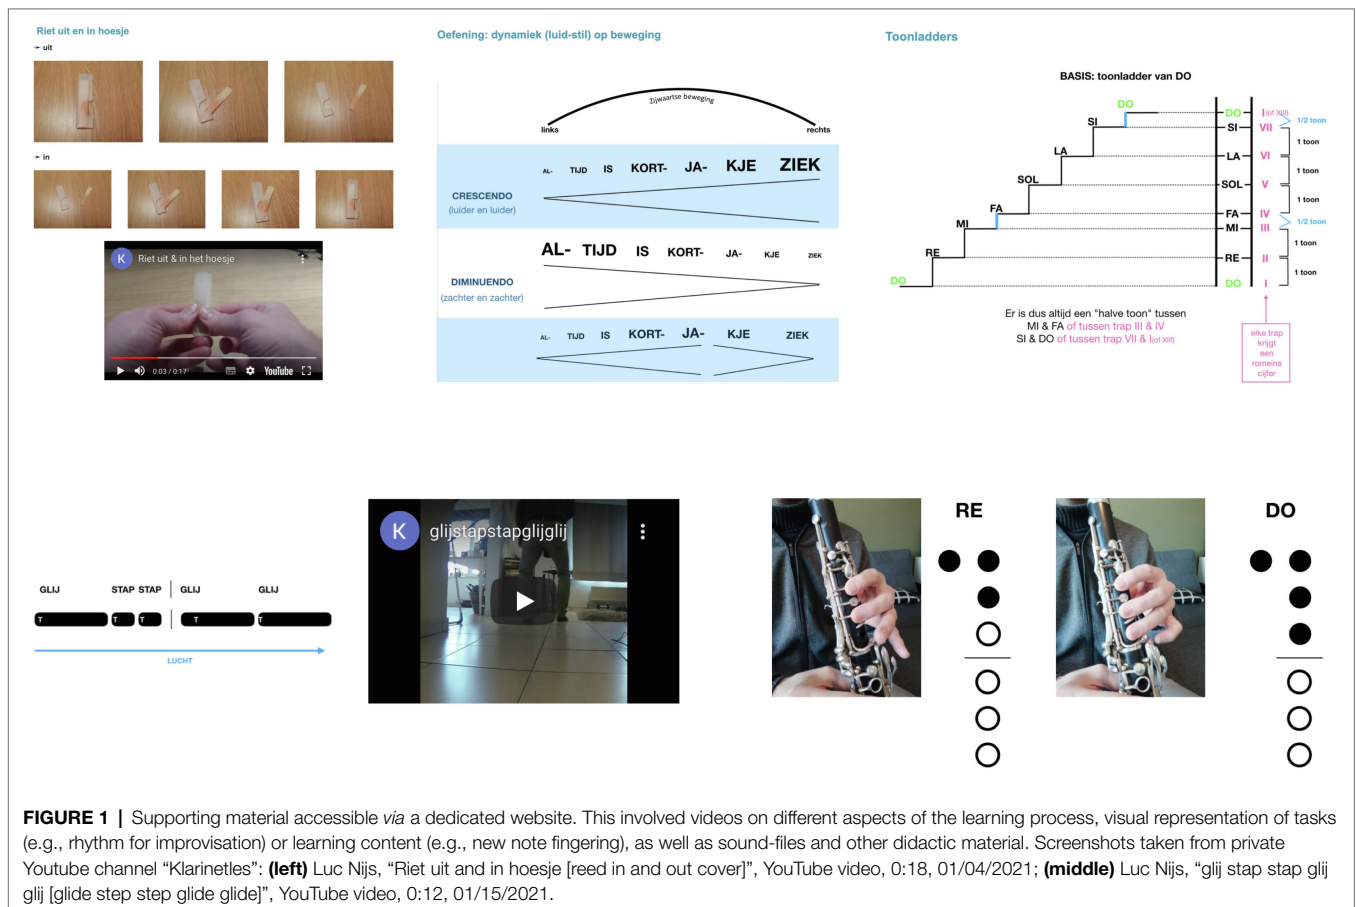 Riet uit en in hoesje
→ uit
→ in
K Riet uit & in het hoesje
0:03 / 0:17 YouTube
Oefening: dynamiek (luid-stil) op beweging
Zijwaartse beweging
links rechts
AL- TIJD IS KORT- JA- KJE ZIEK
CRESCENDO
(luider en luider)
AL- TIJD IS KORT- JA- KJE ZIEK
DIMINUENDO
(zachter en zachter)
AL- TIJD IS KORT- JA- KJE ZIEK
Toonladders
BASIS: toonladder van DO
DO DO I(of XIII)
1/2 toon
SI SI VII
1 toon
LA LA VI
1 toon
SOL SOL V
1 toon
FA FA IV
1/2 toon
MI MI III
1 toon
RE RE II
1 toon
DO DO I
Er is dus altijd een "halve toon" tussen
MI & FA of tussen trap III & IV
SI & DO of tussen trap VII & I(of XIII)
elke trap
krijgt
een
romeins
cijfer
GLIJ STAP STAP GLIJ GLIJ
T T T T T
LUCHT
K glijstapstapglijglij
RE
DO
FIGURE 1 | Supporting material accessible via a dedicated website. This involved videos on different aspects of the learning process, visual representation of tasks
(e.g., rhythm for improvisation) or learning content (e.g., new note fingering), as well as sound-files and other didactic material. Screenshots taken from private
Youtube channel “Klarinetles”: (left) Luc Nijs, “Riet uit and in hoesje [reed in and out cover]”, YouTube video, 0:18, 01/04/2021; (middle) Luc Nijs, “glij stap stap glij
glij [glide step step glide glide]”, YouTube video, 0:12, 01/15/2021.